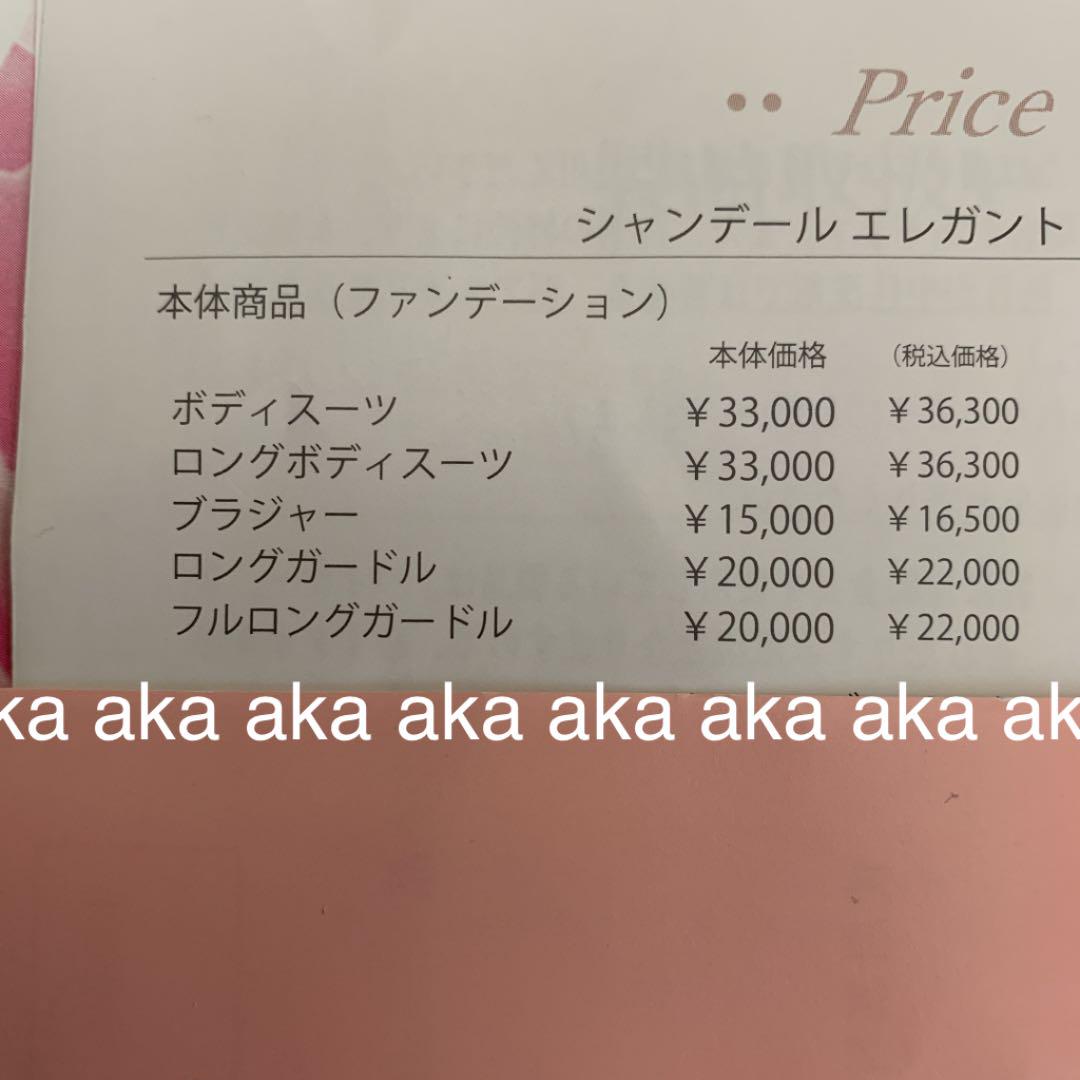 •• Price
シャンデール エレガント
本体商品（ファンデーション）
本体価格 （税込価格）
ボディスーツ ￥33,000 ￥36,300
ロングボディスーツ ￥33,000 ￥36,300
ブラジャー ￥15,000 ￥16,500
ロングガードル ￥20,000 ￥22,000
フルロングガードル ￥20,000 ￥22,000
ka aka aka aka aka aka aka ak